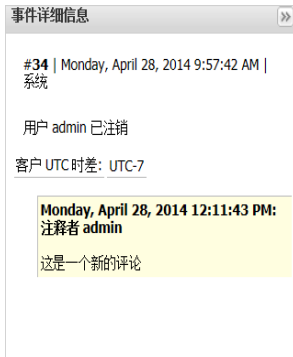 事件详细信息
#34 | Monday, April 28, 2014 9:57:42 AM |
系统
用户 admin 已注销
客户 UTC 时差: UTC-7
Monday, April 28, 2014 12:11:43 PM:
注释者 admin
这是一个新的评论